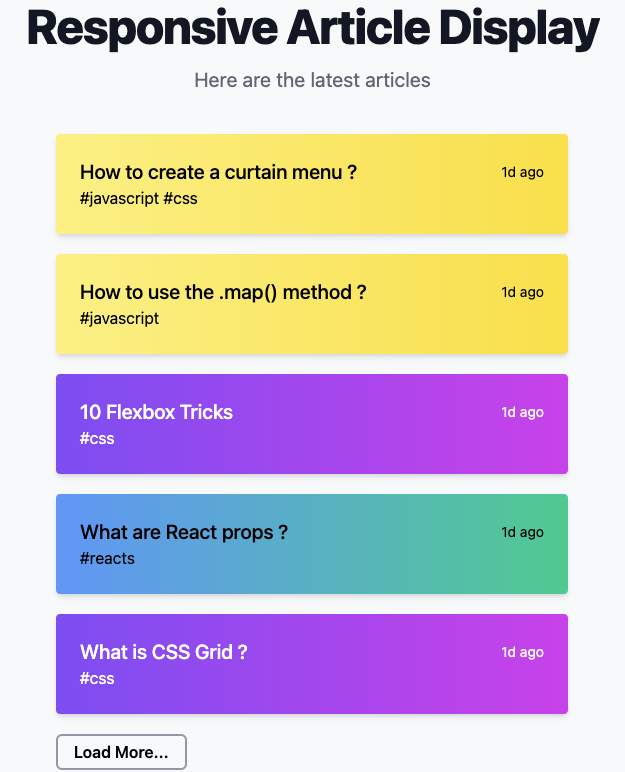 Responsive Article Display
Here are the latest articles
How to create a curtain menu ?
1d ago
#javascript #css
How to use the .map() method ?
1d ago
#javascript
10 Flexbox Tricks
1d ago
#css
What are React props ?
1d ago
#reacts
What is CSS Grid ?
1d ago
#css
Load More...